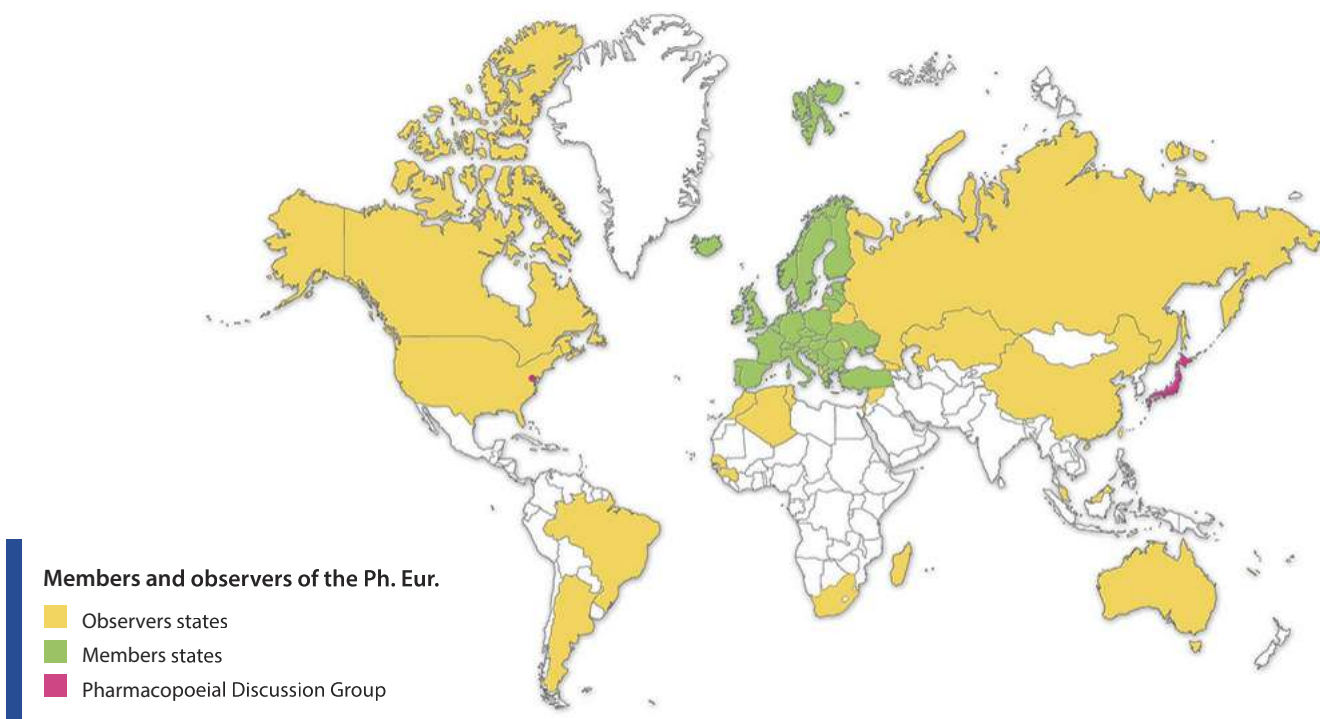 Members and observers of the Ph. Eur.
Observers states
Members states
Pharmacopoeial Discussion Group